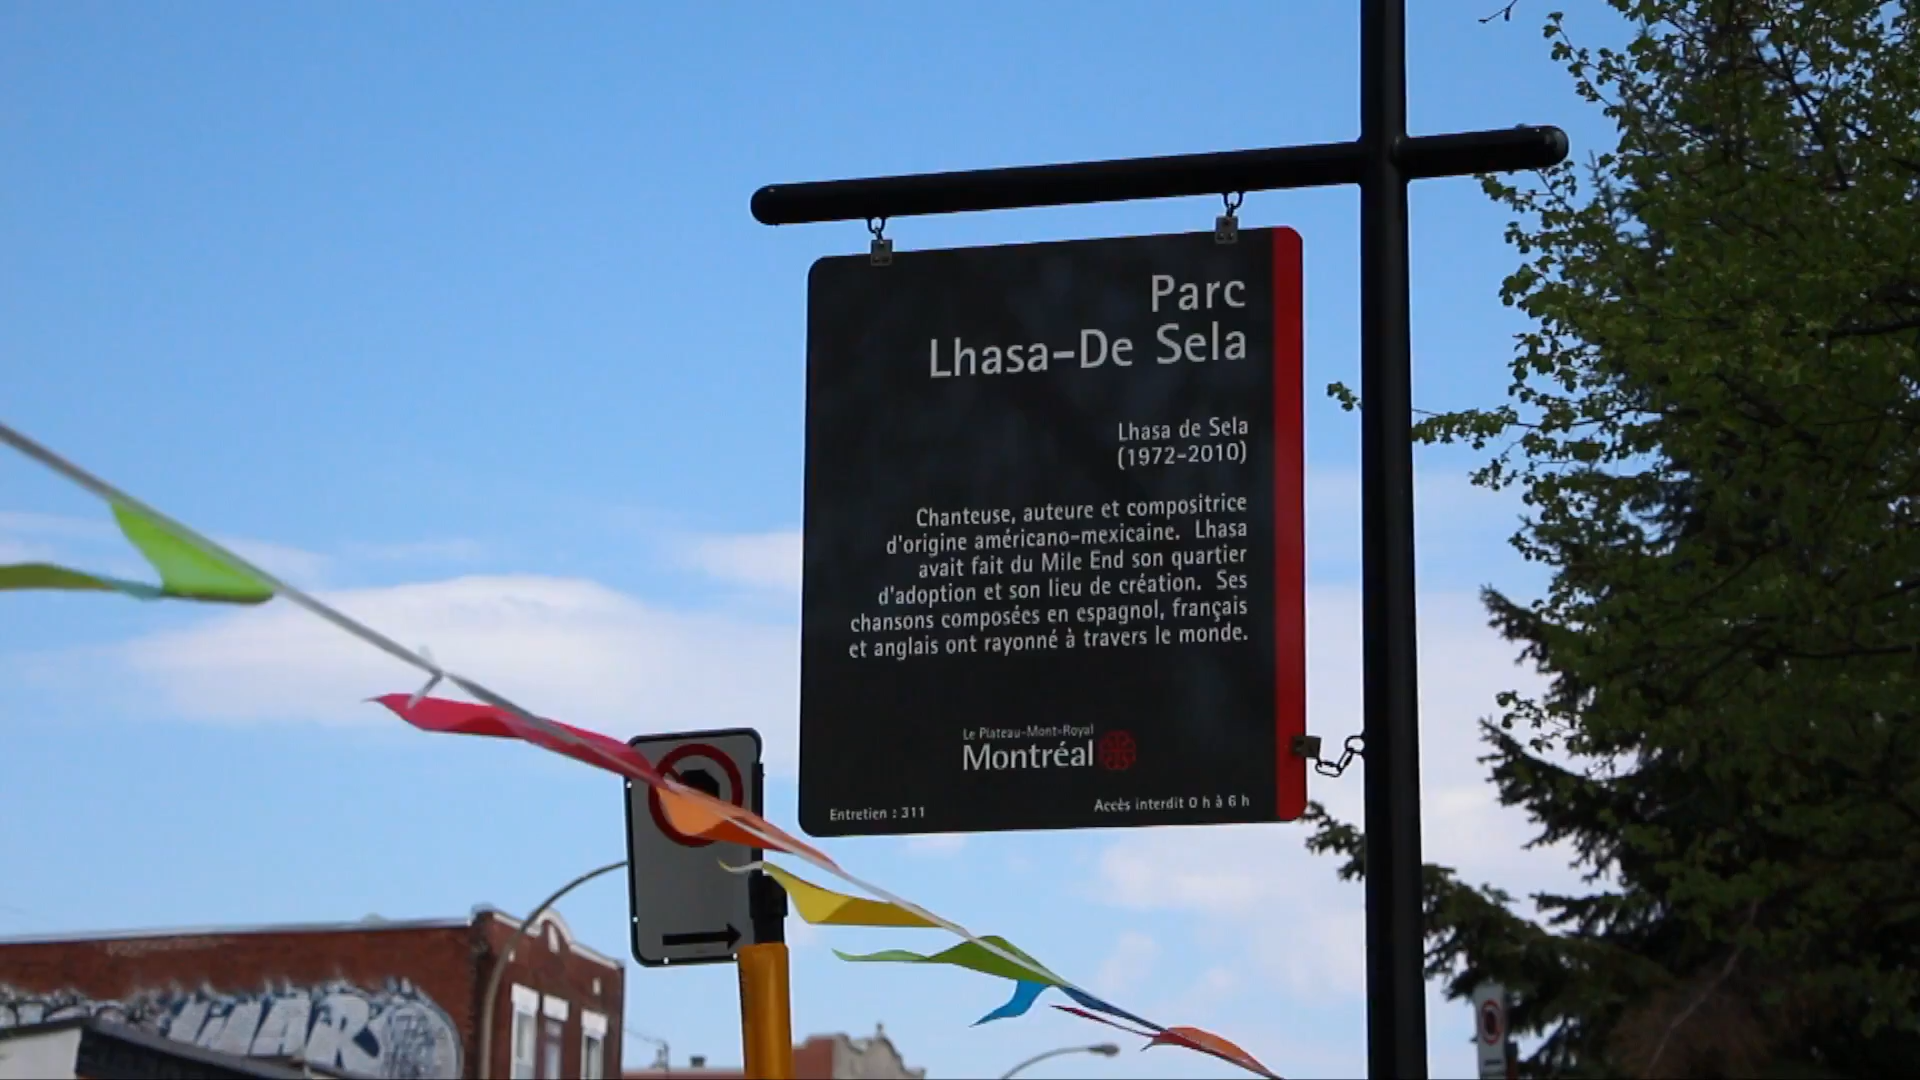 Parc
Lhasa-De Sela
Lhasa de Sela
(1972-2010)
Chanteuse, auteure et compositrice
d'origine américano-mexicaine. Lhasa
avait fait du Mile End son quartier
d'adoption et son lieu de création. Ses
chansons composées en espagnol, français
et anglais ont rayonné à travers le monde.
Le Plateau-Mont-Royal
Montréal
Entretien : 311
Accès interdit 0 h à 6 h